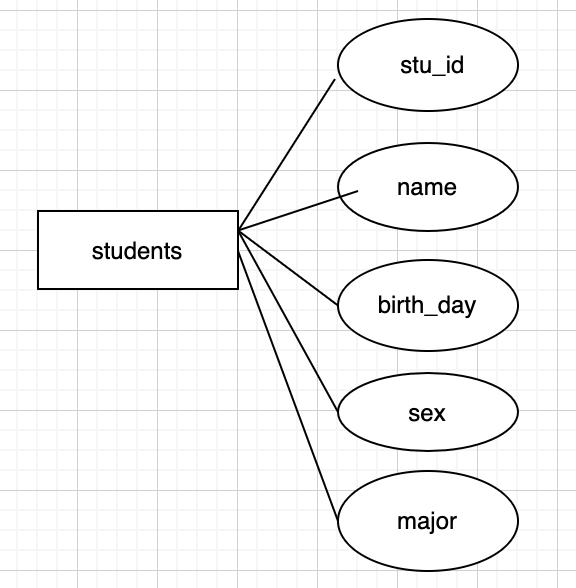 stu_id
name
students
birth_day
sex
major